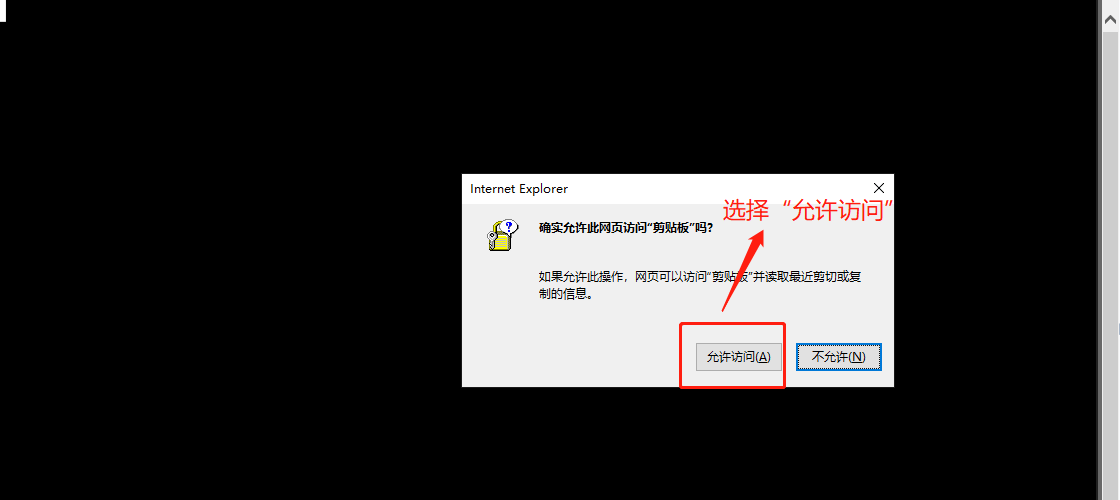 Internet Explorer
选择“允许访问”
确实允许此网页访问“剪贴板”吗?
如果允许此操作，网页可以访问“剪贴板”并读取最近剪切或复
制的信息。
允许访问(A) 不允许(N)